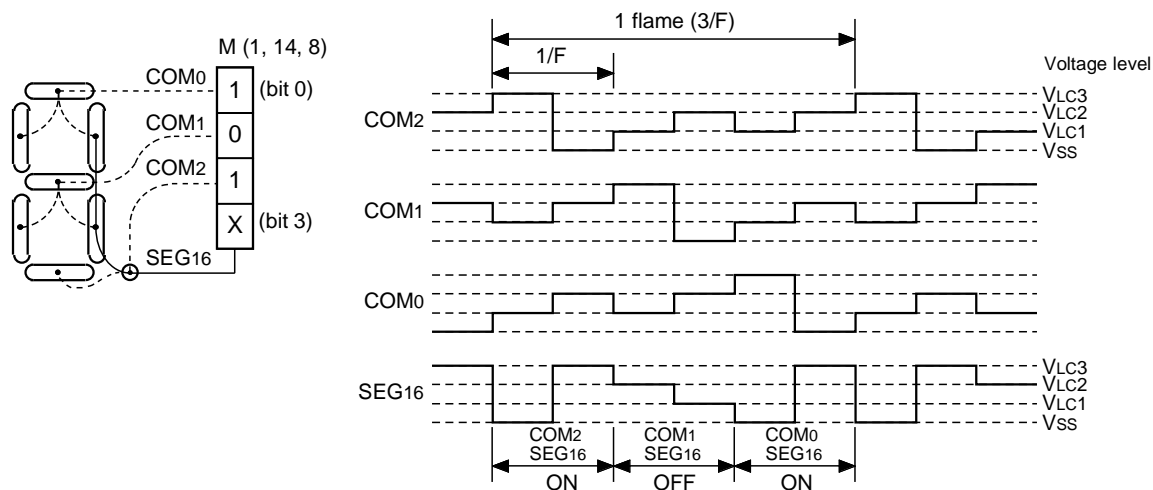 M (1, 14, 8)
COM0
1
(bit 0)
COM1
0
COM2
1
X
(bit 3)
SEG16
1 flame (3/F)
1/F
Voltage level
COM2
VLC3
VLC2
VLC1
VSS
COM1
COM0
SEG16
VLC3
VLC2
VLC1
VSS
COM2 COM1 COM0
SEG16 SEG16 SEG16
ON OFF ON